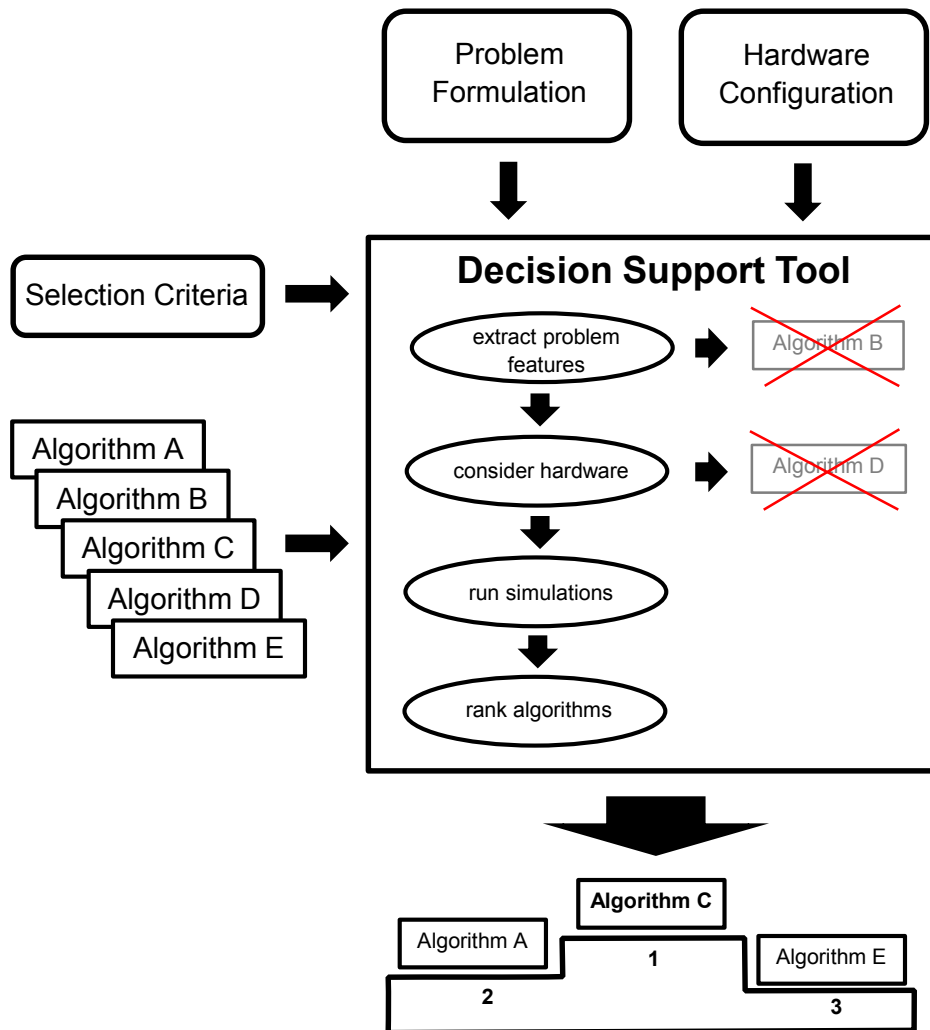 Problem
Formulation
Hardware
Configuration
Decision Support Tool
Selection Criteria
extract problem
features
Algorithm B
Algorithm A
Algorithm B
Algorithm C
Algorithm D
Algorithm E
consider hardware
Algorithm D
run simulations
rank algorithms
Algorithm C
Algorithm A
Algorithm E
1
2
3